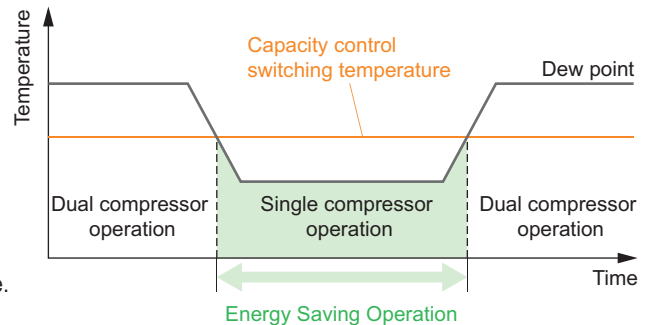 Temperature
Capacity control
switching temperature
Dew point
Dual compressor
operation
Single compressor
operation
Dual compressor
operation
Time
e.
Energy Saving Operation